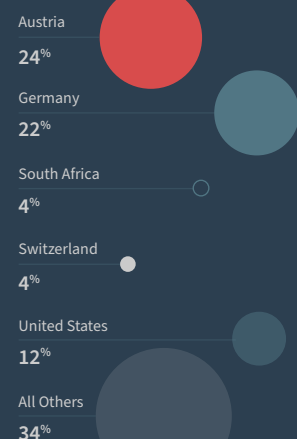 Austria
24%
Germany
22%
South Africa
4%
Switzerland
4%
United States
12%
All Others
34%